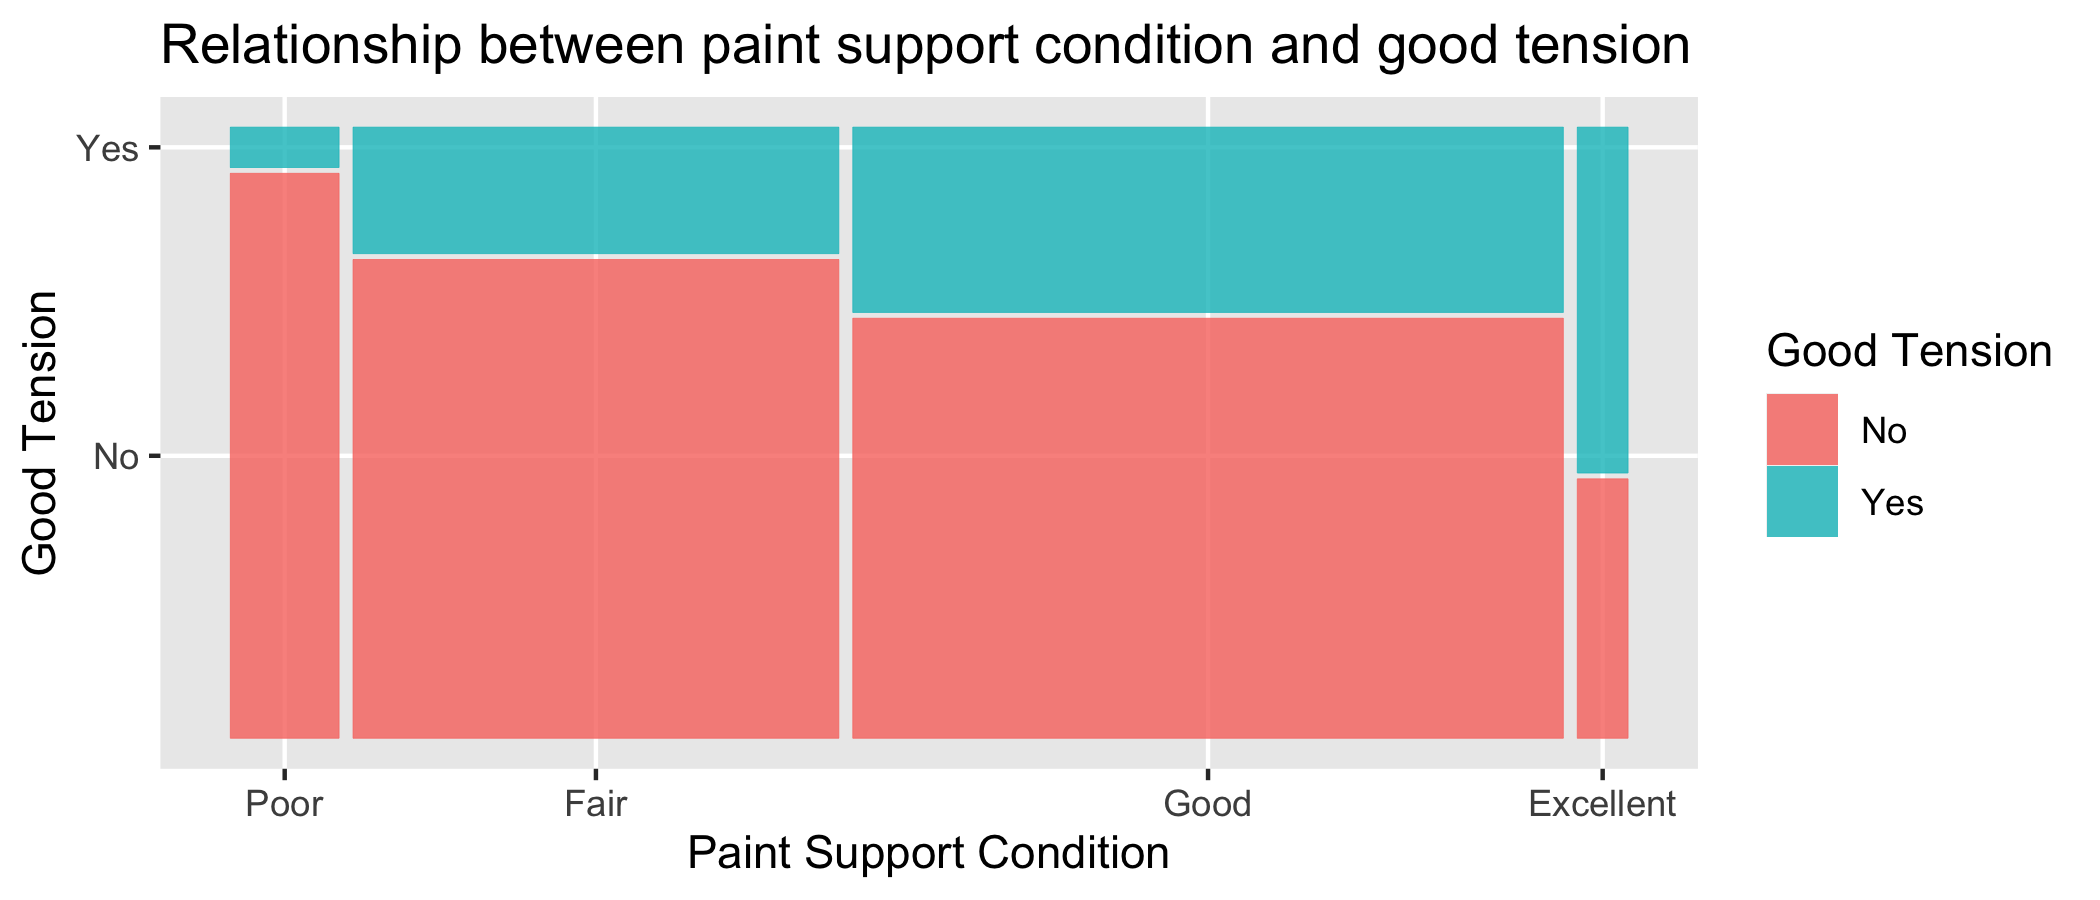 Relationship between paint support condition and good tension
Yes
No
Good Tension
Poor Fair Good Excellent
Paint Support Condition
Good Tension
No
Yes